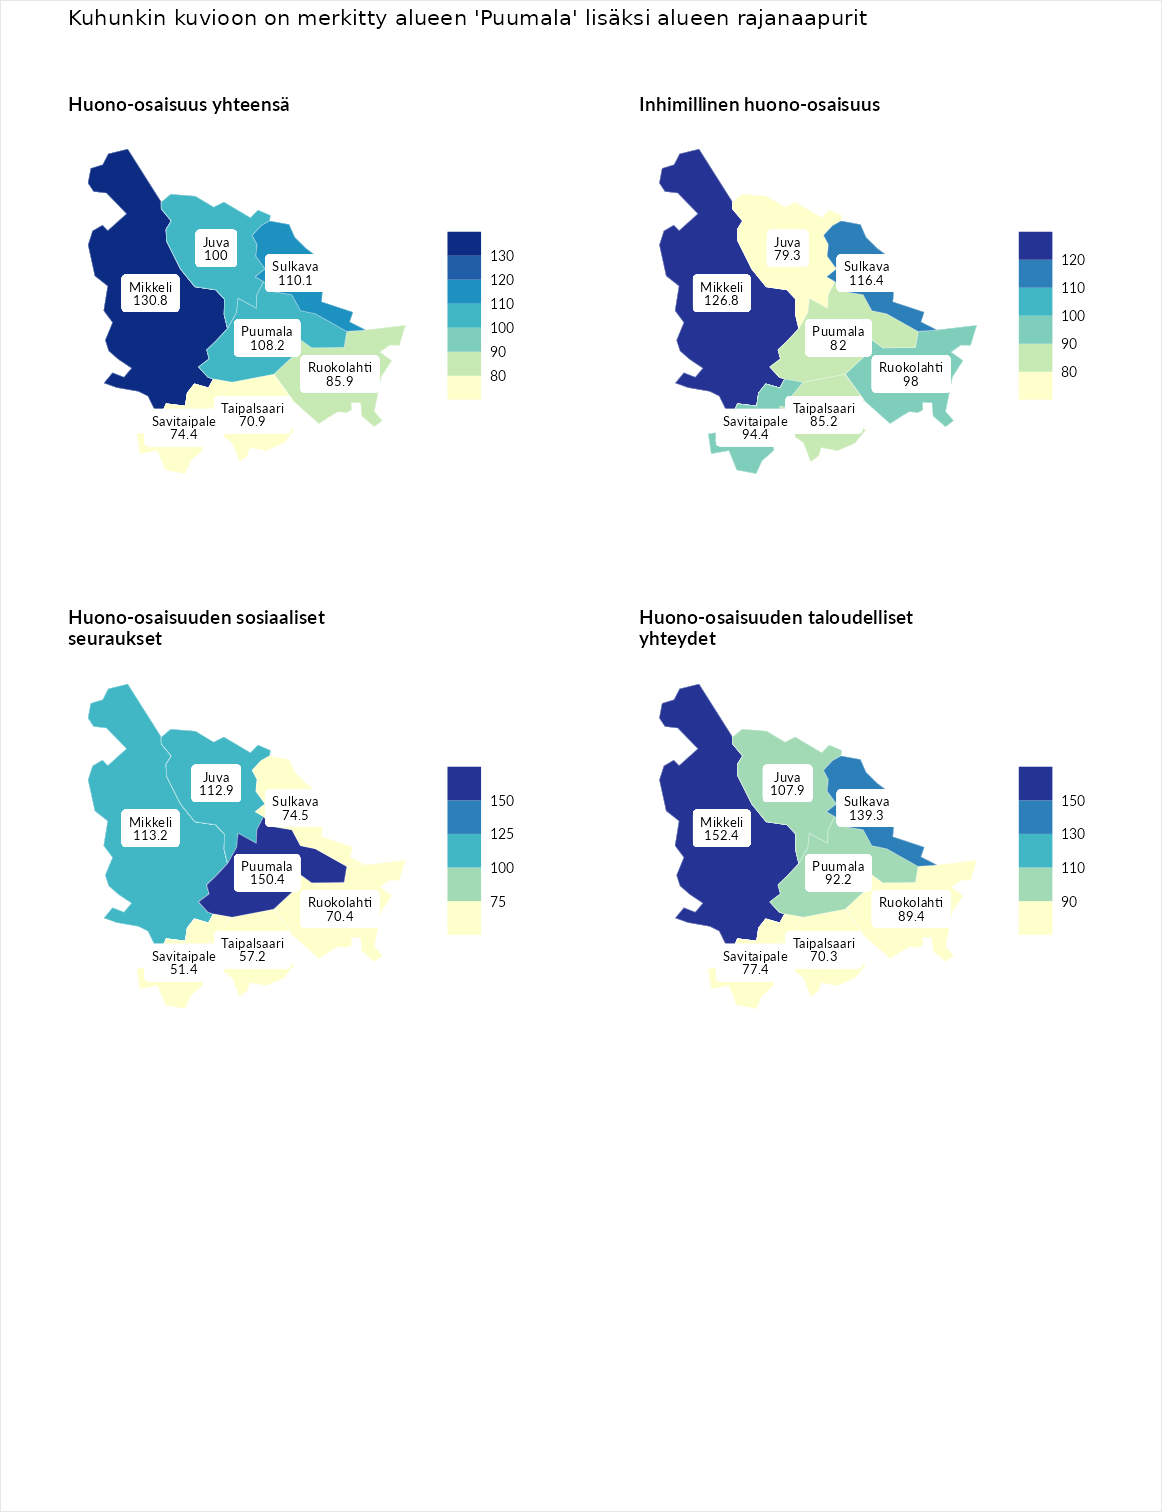 Kuhunkin kuvioon on merkitty alueen 'Puumala' lisäksi alueen rajanaapurit
Huono-osaisuus yhteensä
Juva
100
Sulkava
110.1
Mikkeli
130.8
Puumala
108.2
Ruokolahti
85.9
Taipalsaari
70.9
Savitaipale
74.4
130
120
110
100
90
80
Inhimillinen huono-osaisuus
Juva
79.3
Sulkava
116.4
Mikkeli
126.8
Puumala
82
Ruokolahti
98
Taipalsaari
85.2
Savitaipale
94.4
120
110
100
90
80
Huono-osaisuuden sosiaaliset
seuraukset
Juva
112.9
Sulkava
74.5
Mikkeli
113.2
Puumala
150.4
Ruokolahti
70.4
Taipalsaari
57.2
Savitaipale
51.4
150
125
100
75
Huono-osaisuuden taloudelliset
yhteydet
Juva
107.9
Sulkava
139.3
Mikkeli
152.4
Puumala
92.2
Ruokolahti
89.4
Taipalsaari
70.3
Savitaipale
77.4
150
130
110
90